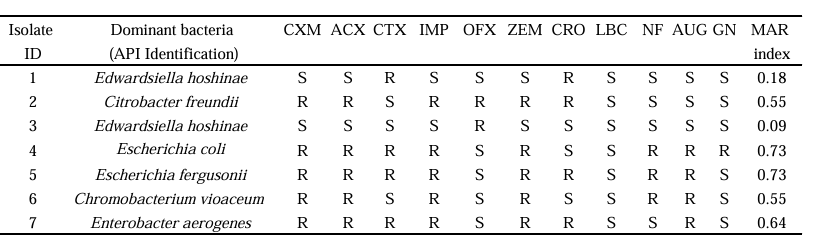 Isolate Dominant bacteria CXM ACX CTX IMP OFX ZEM CRO LBC NF AUG GN MAR
ID (API Identification) index
1 Edwardsiella hoshinae S S R S S S R S S S S 0.18
2 Citrobacter freundii R R S R R R R S S S S 0.55
3 Edwardsiella hoshinae S S S S R S S S S S S 0.09
4 Escherichia coli R R R R S R S S R R R 0.73
5 Escherichia fergusonii R R R R S R R S R R S 0.73
6 Chromobacterium vioaceum R R S R S R S S R R S 0.55
7 Enterobacter aerogenes R R R R S R R S S R S 0.64